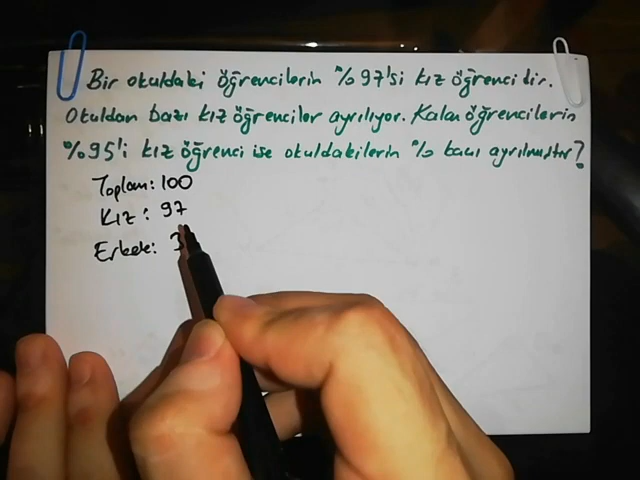 Bir okuldaki öğrencilerin %97'si kız öğrencidir.
Okuldan bazı kız öğrenciler ayrılıyor. Kalan öğrencilerin
%95'i kız öğrenci ise okuldakilerin % kaçı ayrılmıştır?
Toplam: 100
Kız: 97
Erkek: 3